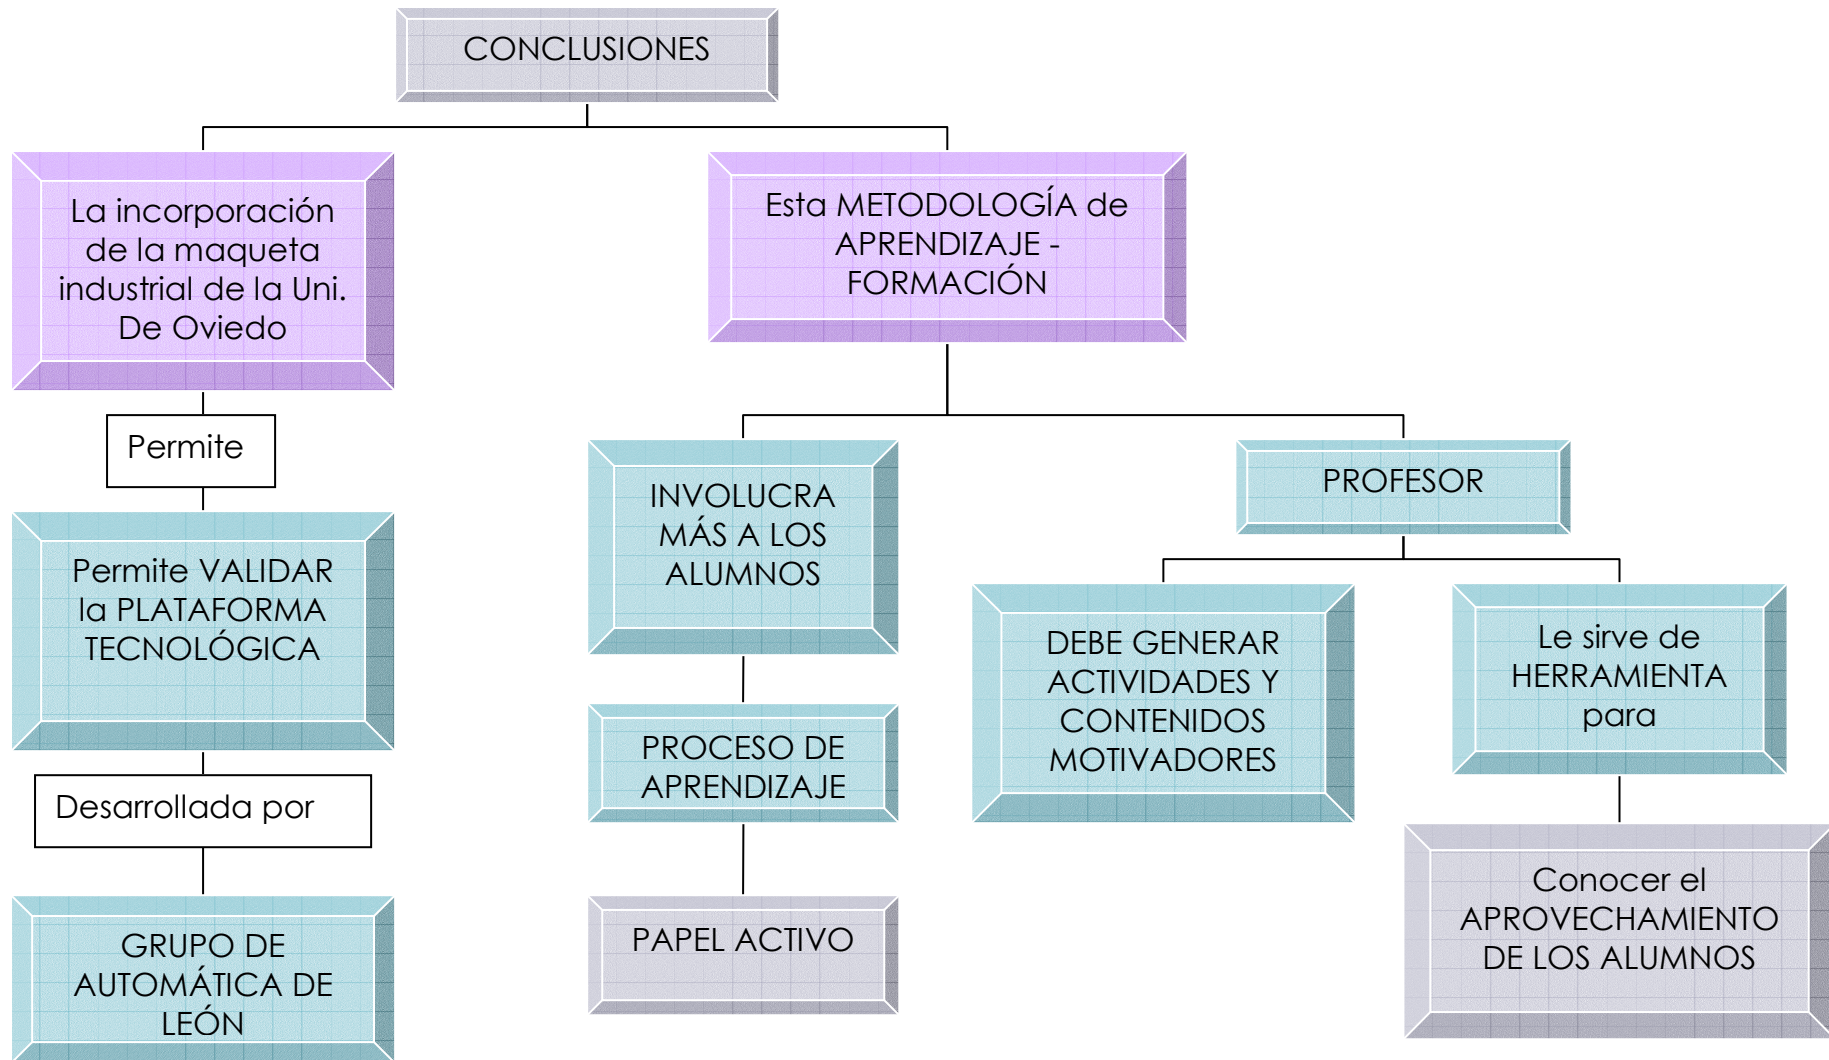 CONCLUSIONES
La incorporación
de la maqueta
industrial de la Uni.
De Oviedo
Esta METODOLOGÍA de
APRENDIZAJE -
FORMACIÓN
Permite
Permite VALIDAR
la PLATAFORMA
TECNOLÓGICA
Desarrollada por
GRUPO DE
AUTOMÁTICA DE
LEÓN
INVOLUCRA
MÁS A LOS
ALUMNOS
PROCESO DE
APRENDIZAJE
PAPEL ACTIVO
PROFESOR
DEBE GENERAR
ACTIVIDADES Y
CONTENIDOS
MOTIVADORES
Le sirve de
HERRAMIENTA
para
Conocer el
APROVECHAMIENTO
DE LOS ALUMNOS